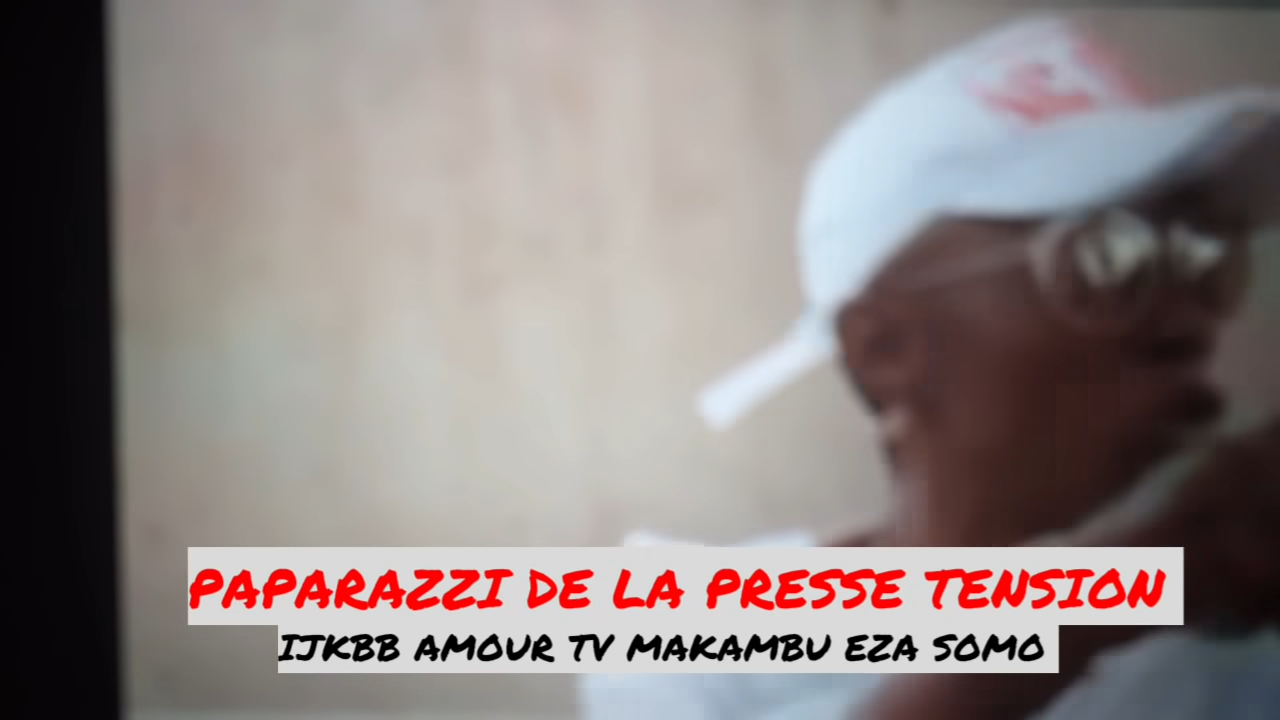 PAPARAZZI DE LA PRESSE TENSION
IJKBB AMOUR TV MAKAMBU EZA SOMO